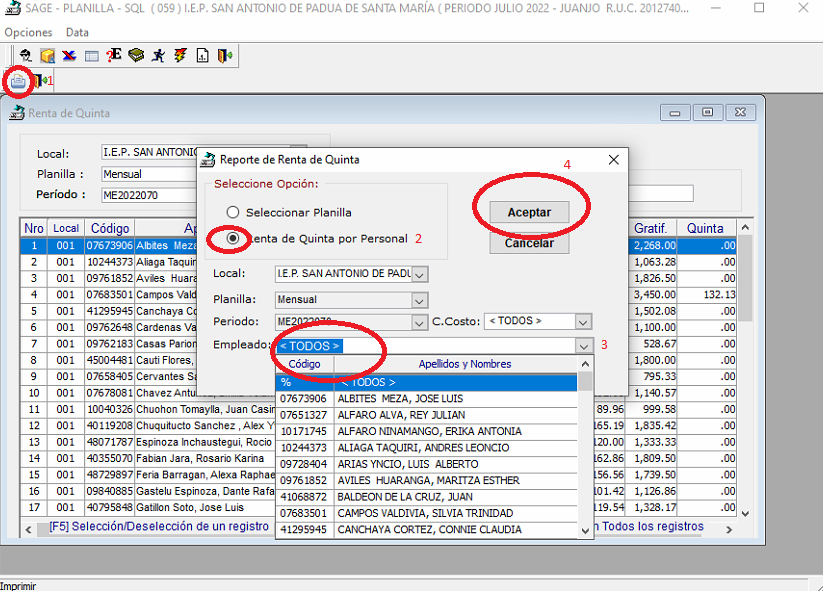 SAGE - PLANILLA - SQL ( 059 ) I.E.P. SAN ANTONIO DE PADUA DE SANTA MARÍA ( PERIODO JULIO 2022 - JUANJO R.U.C. 2012740...
Opciones Data
1
Renta de Quinta
Local: I.E.P. SAN ANTONIO
Planilla : Mensual
Período : ME2022070
Reporte de Renta de Quinta
Seleccione Opción:
Seleccionar Planilla
Renta de Quinta por Personal 2
4
Aceptar
Cancelar
Local: I.E.P. SAN ANTONIO DE PADU
Planilla: Mensual
Periodo: ME2022070 C.Costo: < TODOS >
Empleado: < TODOS > 3
Código Apellidos y Nombres
% < TODOS >
07673906 ALBITES MEZA, JOSE LUIS
07651327 ALFARO ALVA, REY JULIAN
10171745 ALFARO NINAMANGO, ERIKA ANTONIA
10244373 ALIAGA TAQUIRI, ANDRES LEONCIO
09728404 ARIAS YNCIO, LUIS ALBERTO
09761852 AVILES HUARANGA, MARITZA ESTHER
41068872 BALDEON DE LA CRUZ, JUAN
07683501 CAMPOS VALDIVIA, SILVIA TRINIDAD
41295945 CANCHAYA CORTEZ, CONNIE CLAUDIA
Nro Local Código Ap Gratif. Quinta
1 001 07673906 Albites Meza 2,268.00 .00
2 001 10244373 Aliaga Taquir 1,063.28 .00
3 001 09761852 Aviles Huara 1,826.50 .00
4 001 07683501 Campos Vald 3,450.00 132.13
5 001 41295945 Canchaya Co 1,502.08 .00
6 001 09762648 Cardenas Va 1,100.00 .00
7 001 09762183 Casas Parion 528.67 .00
8 001 45004481 Cauti Flores, 1,800.00 .00
9 001 07658405 Cervantes Sa 795.33 .00
10 001 07678081 Chavez Antu 1,140.57 .00
11 001 10040326 Chuohon Tomaylla, Juan Casim 89.96 999.58 .00
12 001 40119208 Chuquitucto Sanchez , Alex Y 165.19 1,835.42 .00
13 001 48071787 Espinoza Inchaustegui, Rocio 120.00 1,333.33 .00
14 001 40355070 Fabian Jara, Rosario Karina 162.86 1,809.50 .00
15 001 48729897 Feria Barragan, Alexa Raphae 156.56 1,739.50 .00
16 001 09840885 Gastelu Espinoza, Dante Rafa 101.42 1,126.86 .00
17 001 40795848 Gatillon Soto, Jose Luis 119.54 1,328.17 .00
[F5] Selección/Deselección de un registro n Todos los registros
Imprimir